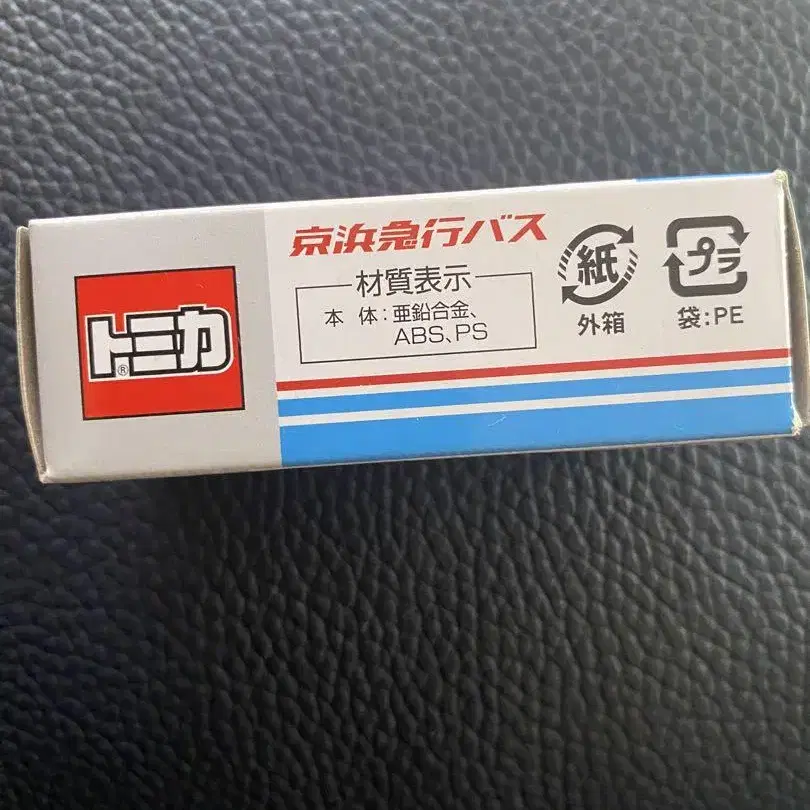 トミカ®
京浜急行バス
材質表示
本体:亜鉛合金、
ABS、PS
紙
外箱
プラ
袋:PE